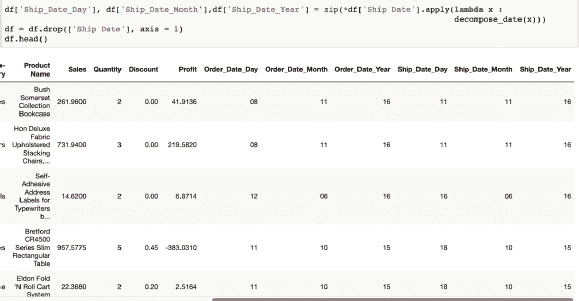 df['Ship_Date_Day'], df['Ship_Date_Month'],df['Ship_Date_Year'] = zip(*df['Ship Date'].apply(lambda x :
decompose_date(x)))
df = df.drop(['Ship_Date'], axis = 1)
df.head()
e- Product
ry Name Sales Quantity Discount Profit Order_Date_Day Order_Date_Month Order_Date_Year Ship_Date_Day Ship_Date_Month Ship_Date_Year
Bush
Somerset
es 261.9600 2 0.00 41.9136 08 11 16 11 11 16
Collection
Bookcase
Hon Deluxe
Fabric
rs Upholstered 731.9400 3 0.00 219.5820 08 11 16 11 11 16
Stacking
Chairs,...
Self-
Adhesive
Address
ls Labels for 14.6200 2 0.00 6.8714 12 06 16 16 06 16
Typewriters
b...
Bretford
CR4500
es Series Slim 957.5775 5 0.45 -383.0310 11 10 15 18 10 15
Rectangular
Table
Eldon Fold
e 'N Roll Cart 22.3680 2 0.20 2.5164 11 10 15 18 10 15
System